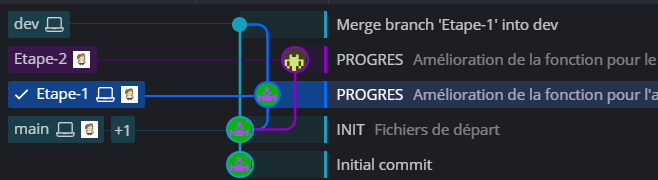 dev Merge branch 'Etape-1' into dev
Etape-2 PROGRES Amélioration de la fonction pour le
Etape-1 PROGRES Amélioration de la fonction pour l'a
main +1 INIT Fichiers de départ
Initial commit